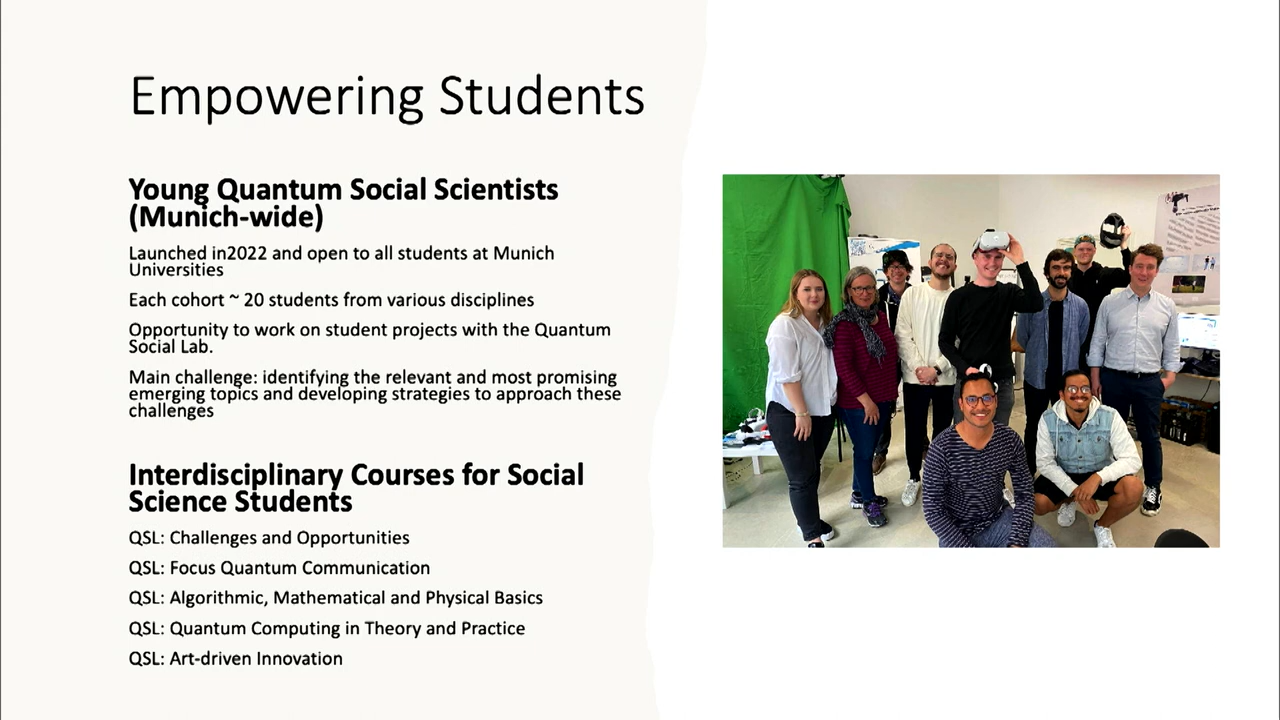 Empowering Students
Young Quantum Social Scientists
(Munich-wide)
Launched in2022 and open to all students at Munich
Universities
Each cohort ~ 20 students from various disciplines
Opportunity to work on student projects with the Quantum
Social Lab.
Main challenge: identifying the relevant and most promising
emerging topics and developing strategies to approach these
challenges
Interdisciplinary Courses for Social
Science Students
QSL: Challenges and Opportunities
QSL: Focus Quantum Communication
QSL: Algorithmic, Mathematical and Physical Basics
QSL: Quantum Computing in Theory and Practice
QSL: Art-driven Innovation